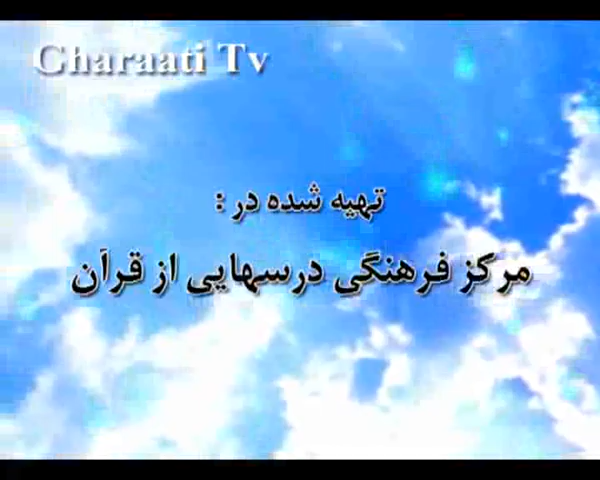 Gharaati Tv
تهیه شده در :
مرکز فرهنگی درسهایی از قرآن